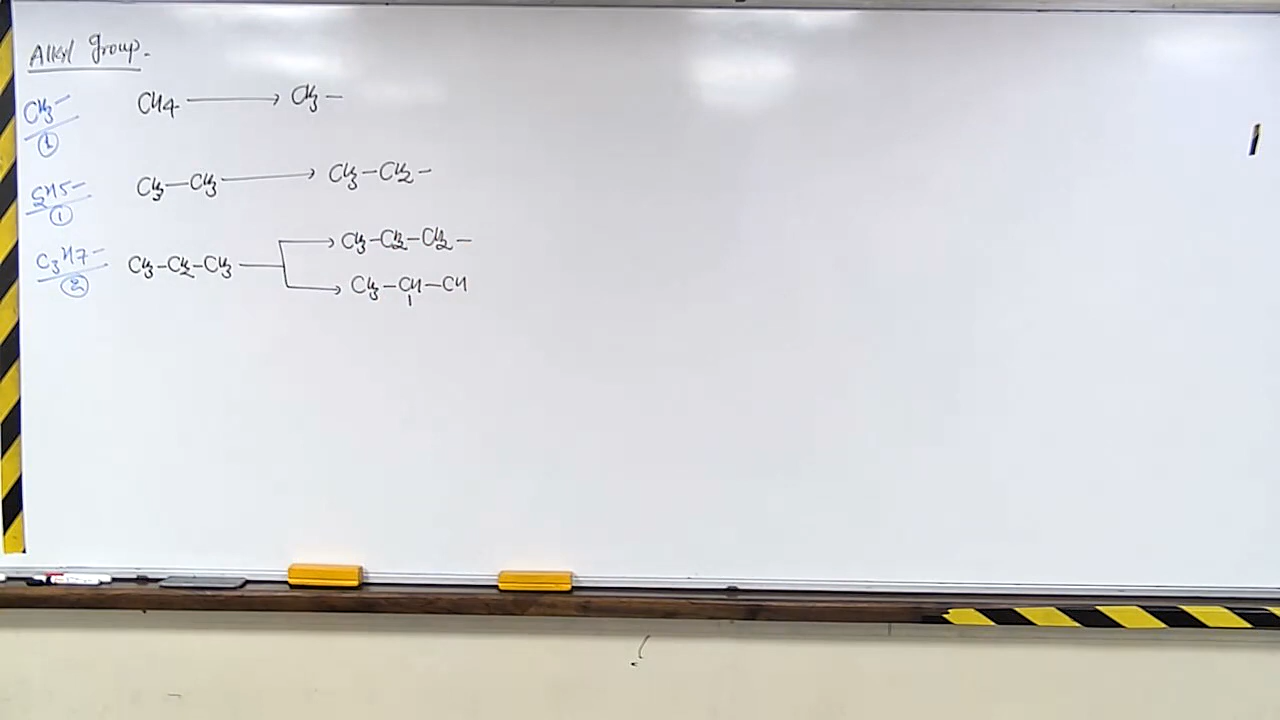 Alkyl Group.
CH3- ① CH4 ⟶ CH3-
C2H5- ① CH3-CH3 ⟶ CH3-CH2-
C3H7- ② CH3-CH2-CH3 ⟶ CH3-CH2-CH2-
⟶ CH3-CH-CH